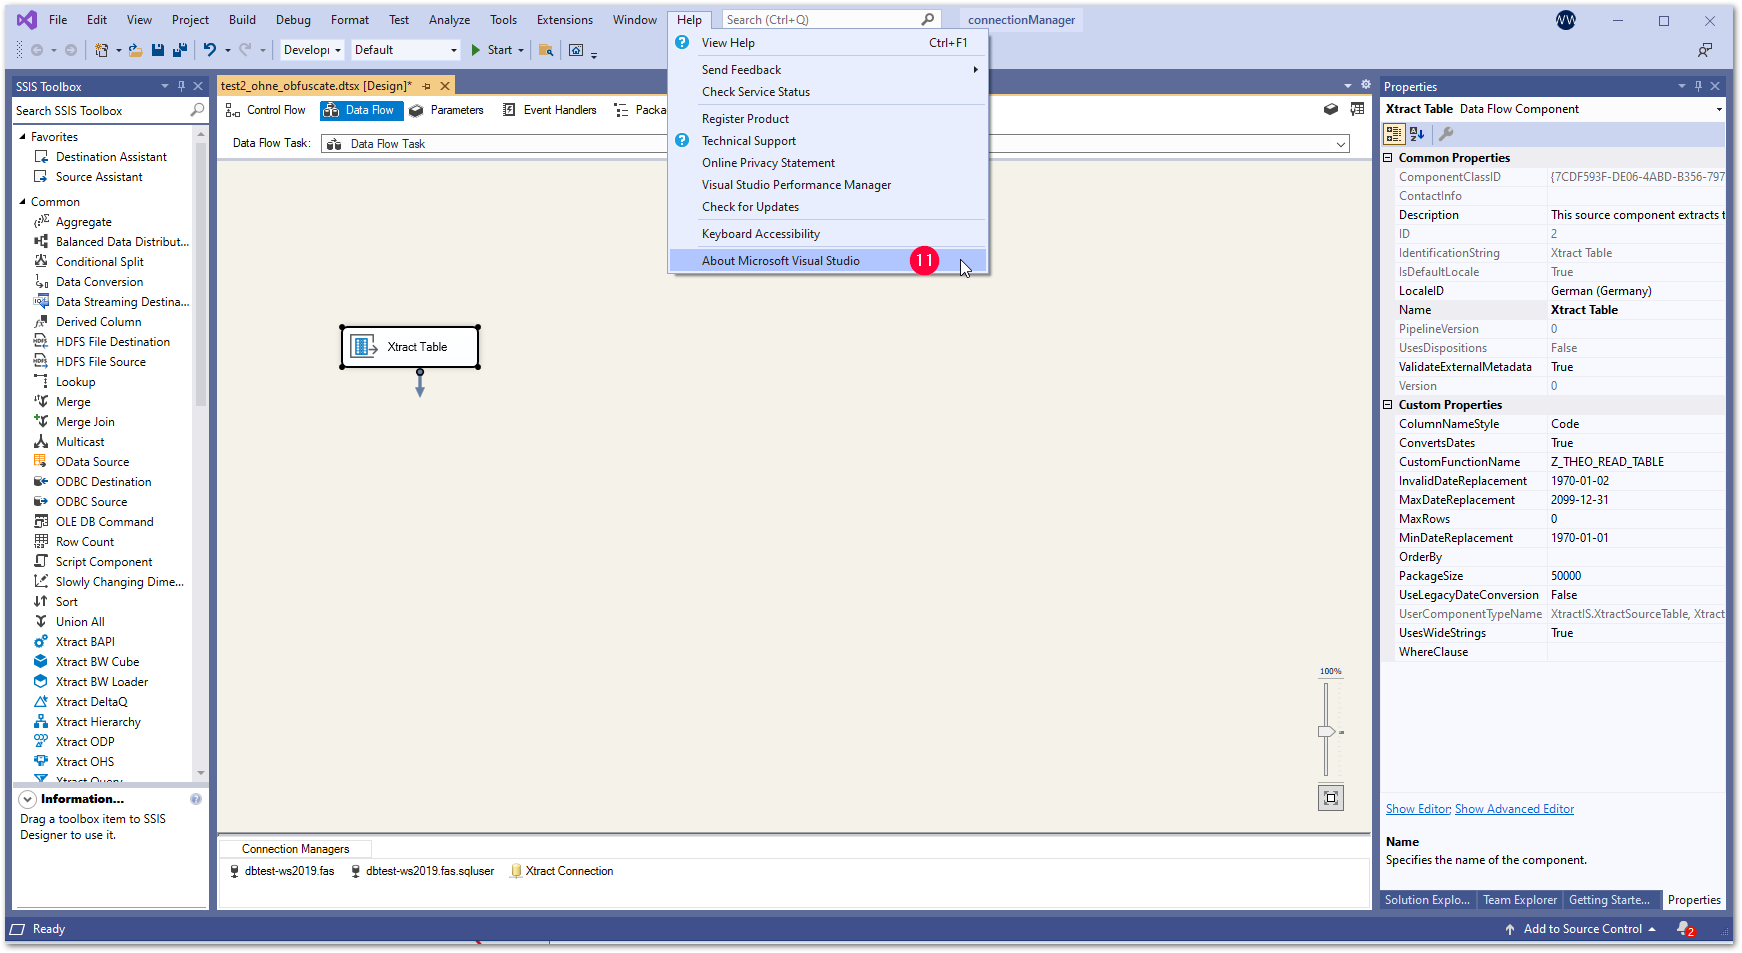 File Edit View Project Build Debug Format Test Analyze Tools Extensions Window Help Search (Ctrl+Q) connectionManager WW
Develop Default Start
SSIS Toolbox
Search SSIS Toolbox
Favorites
Destination Assistant
Source Assistant
Common
Aggregate
Balanced Data Distribut...
Conditional Split
Data Conversion
Data Streaming Destina...
Derived Column
HDFS File Destination
HDFS File Source
Lookup
Merge
Merge Join
Multicast
OData Source
ODBC Destination
ODBC Source
OLE DB Command
Row Count
Script Component
Slowly Changing Dime...
Sort
Union All
Xtract BAPI
Xtract BW Cube
Xtract BW Loader
Xtract DeltaQ
Xtract Hierarchy
Xtract ODP
Xtract OHS
Xtract Query
Information...
Drag a toolbox item to SSIS
Designer to use it.
test2_ohne_obfuscate.dtsx [Design]*
Control Flow Data Flow Parameters Event Handlers Packa
Data Flow Task: Data Flow Task
View Help Ctrl+F1
Send Feedback
Check Service Status
Register Product
Technical Support
Online Privacy Statement
Visual Studio Performance Manager
Check for Updates
Keyboard Accessibility
About Microsoft Visual Studio 11
Xtract Table
100%
Connection Managers
dbtest-ws2019.fas dbtest-ws2019.fas.sqluser Xtract Connection
Properties
Xtract Table Data Flow Component
Common Properties
ComponentClassID {7CDF593F-DE06-4ABD-B356-797
ContactInfo
Description This source component extracts t
ID 2
IdentificationString Xtract Table
IsDefaultLocale True
LocaleID German (Germany)
Name Xtract Table
PipelineVersion 0
UsesDispositions False
ValidateExternalMetadata True
Version 0
Custom Properties
ColumnNameStyle Code
ConvertsDates True
CustomFunctionName Z_THEO_READ_TABLE
InvalidDateReplacement 1970-01-02
MaxDateReplacement 2099-12-31
MaxRows 0
MinDateReplacement 1970-01-01
OrderBy
PackageSize 50000
UseLegacyDateConversion False
UserComponentTypeName XtractIS.XtractSourceTable, Xtract
UsesWideStrings True
WhereClause
Show Editor; Show Advanced Editor
Name
Specifies the name of the component.
Solution Explo... Team Explorer Getting Starte... Properties
Ready Add to Source Control 2